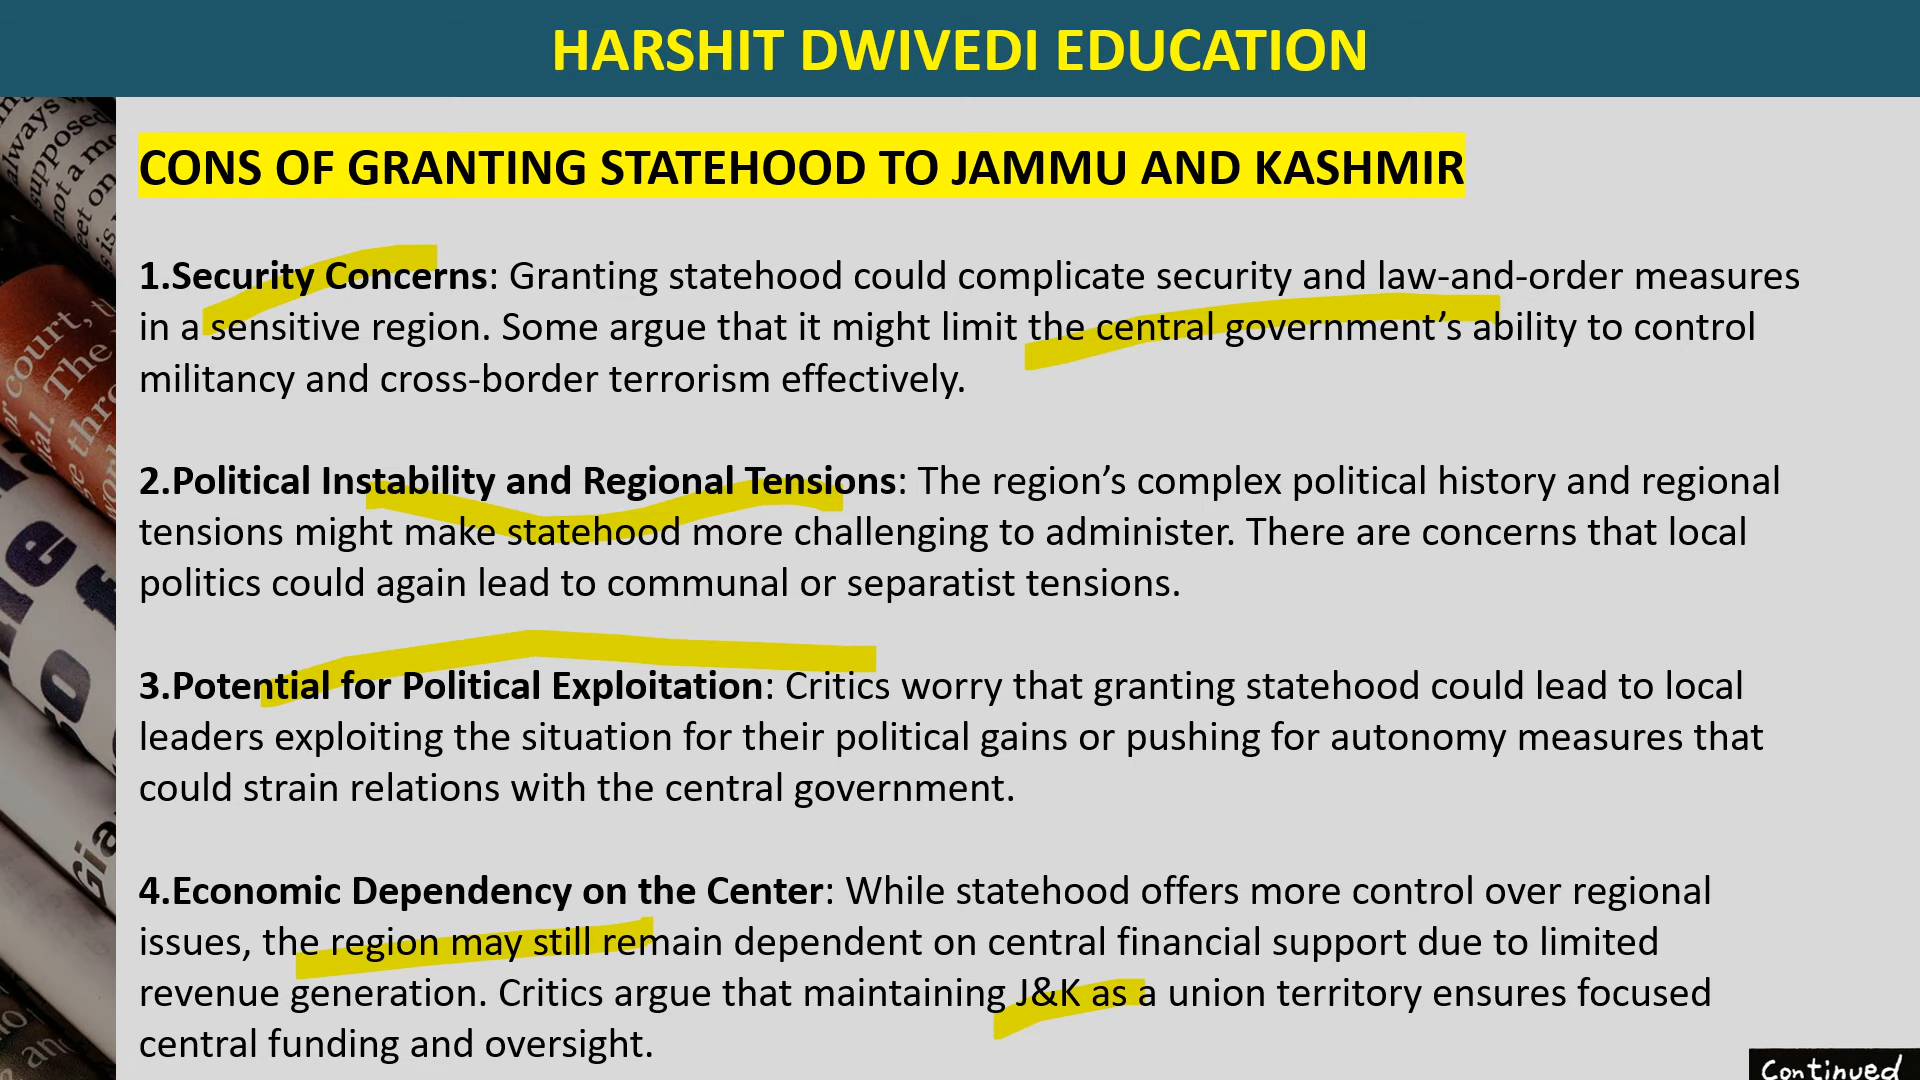 HARSHIT DWIVEDI EDUCATION
CONS OF GRANTING STATEHOOD TO JAMMU AND KASHMIR
1.Security Concerns: Granting statehood could complicate security and law-and-order measures
in a sensitive region. Some argue that it might limit the central government’s ability to control
militancy and cross-border terrorism effectively.
2.Political Instability and Regional Tensions: The region’s complex political history and regional
tensions might make statehood more challenging to administer. There are concerns that local
politics could again lead to communal or separatist tensions.
3.Potential for Political Exploitation: Critics worry that granting statehood could lead to local
leaders exploiting the situation for their political gains or pushing for autonomy measures that
could strain relations with the central government.
4.Economic Dependency on the Center: While statehood offers more control over regional
issues, the region may still remain dependent on central financial support due to limited
revenue generation. Critics argue that maintaining J&K as a union territory ensures focused
central funding and oversight.
Continued